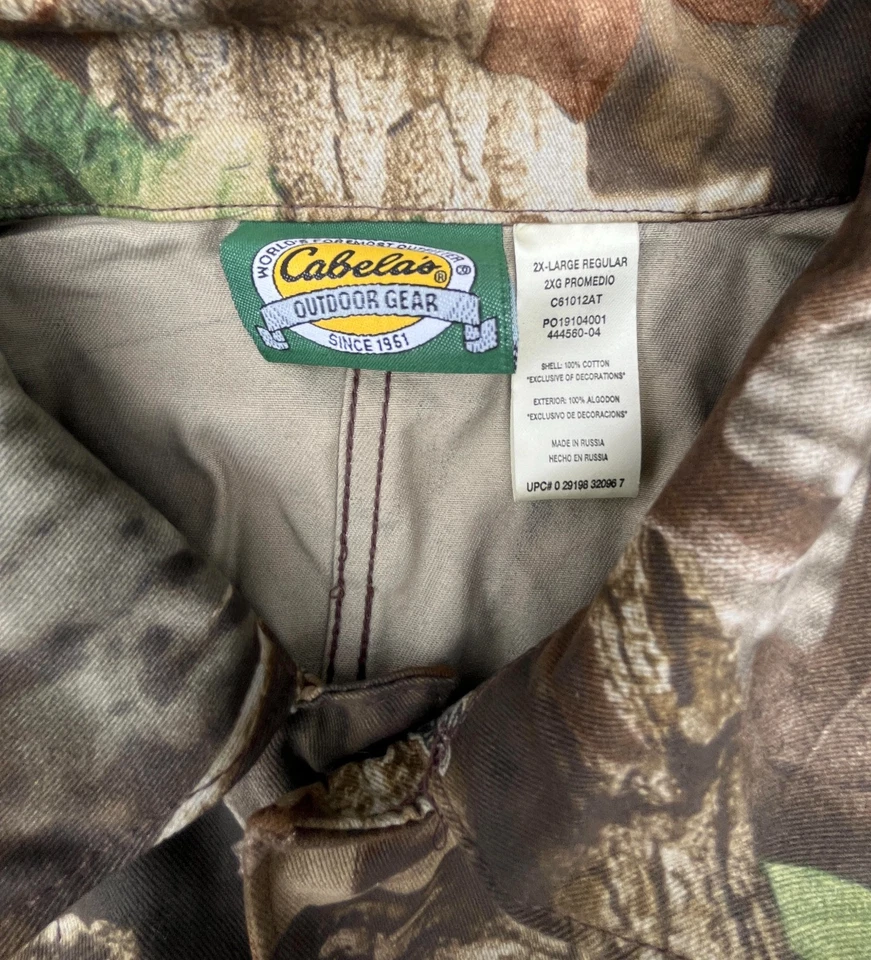 WORLD'S FOREMOST OUTFITTER
Cabela's®
OUTDOOR GEAR
SINCE 1961
2X-LARGE REGULAR
2XG PROMEDIO
C61012AT
PO19104001
444560-04
SHELL: 100% COTTON
"EXCLUSIVE OF DECORATIONS"
EXTERIOR: 100% ALGODON
"EXCLUSIVO DE DECORACIONS"
MADE IN RUSSIA
HECHO EN RUSSIA
UPC# 0 29198 32096 7